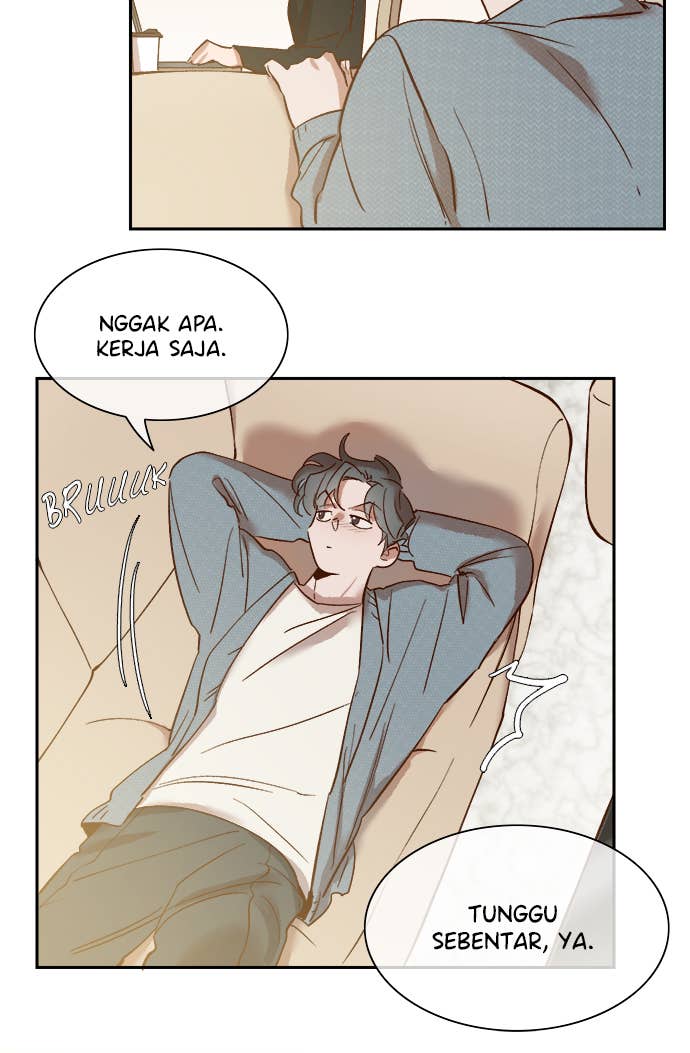 NGGAK APA.
KERJA SAJA.
BRUUUK
TUNGGU
SEBENTAR, YA.